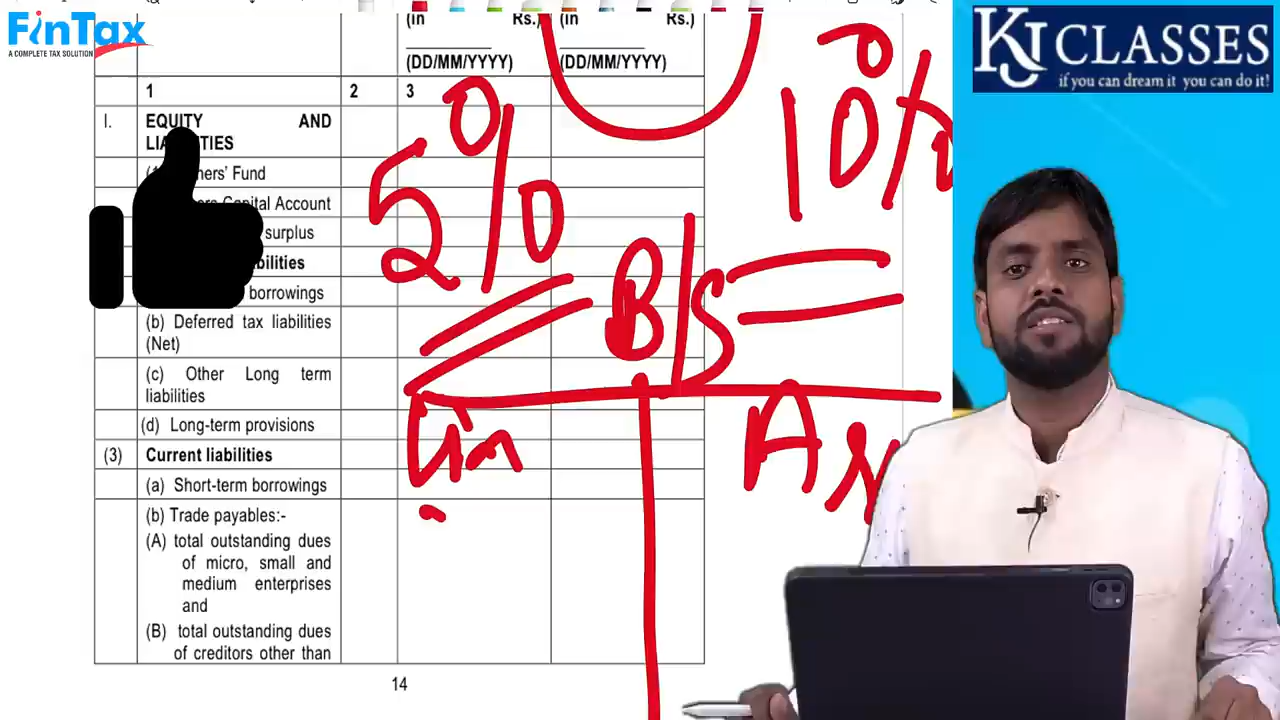 FinTax
A COMPLETE TAX SOLUTION
KJ CLASSES
if you can dream it you can do it!
(in Rs.) (in Rs.)
(DD/MM/YYYY) (DD/MM/YYYY)
1 2 3
I. EQUITY AND
Fund
Capital Account
surplus
borrowings
(b) Deferred tax liabilities
(Net)
(c) Other Long term
liabilities
(d) Long-term provisions
(3) Current liabilities
(a) Short-term borrowings
(b) Trade payables:-
(A) total outstanding dues
of micro, small and
medium enterprises
and
(B) total outstanding dues
of creditors other than
14
5%
10%
B/S